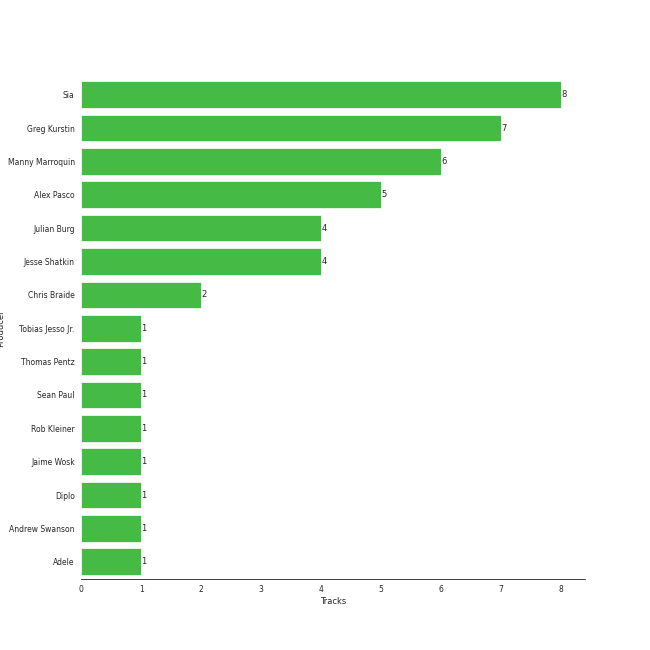 Sia 8
Greg Kurstin 7
Manny Marroquin 6
Alex Pasco 5
Julian Burg 4
Jesse Shatkin 4
Chris Braide 2
Producer
Tobias Jesso Jr. 1
Thomas Pentz 1
Sean Paul 1
Rob Kleiner 1
Jaime Wosk 1
Diplo 1
Andrew Swanson 1
Adele 1
0 1 2 3 4 5 6 7 8
Tracks